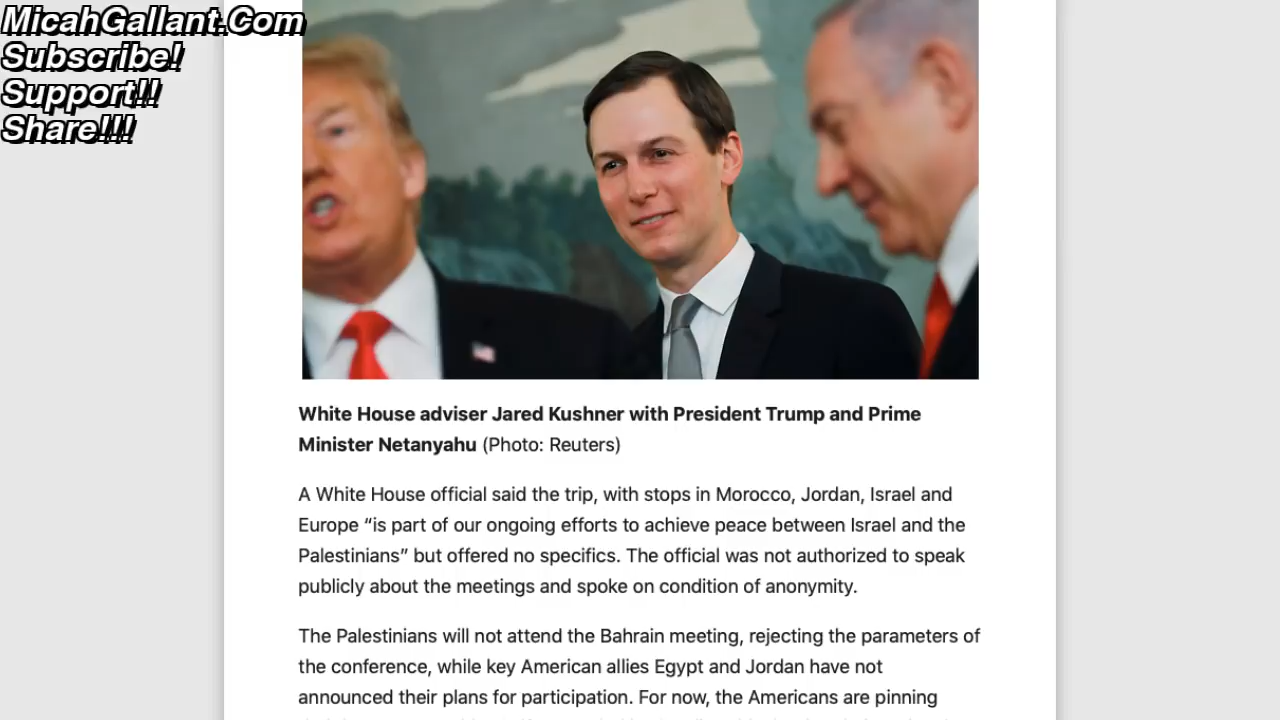 MicahGallant.Com
Subscribe!
Support!!
Share!!!
White House adviser Jared Kushner with President Trump and Prime
Minister Netanyahu (Photo: Reuters)
A White House official said the trip, with stops in Morocco, Jordan, Israel and
Europe “is part of our ongoing efforts to achieve peace between Israel and the
Palestinians” but offered no specifics. The official was not authorized to speak
publicly about the meetings and spoke on condition of anonymity.
The Palestinians will not attend the Bahrain meeting, rejecting the parameters of
the conference, while key American allies Egypt and Jordan have not
announced their plans for participation. For now, the Americans are pinning